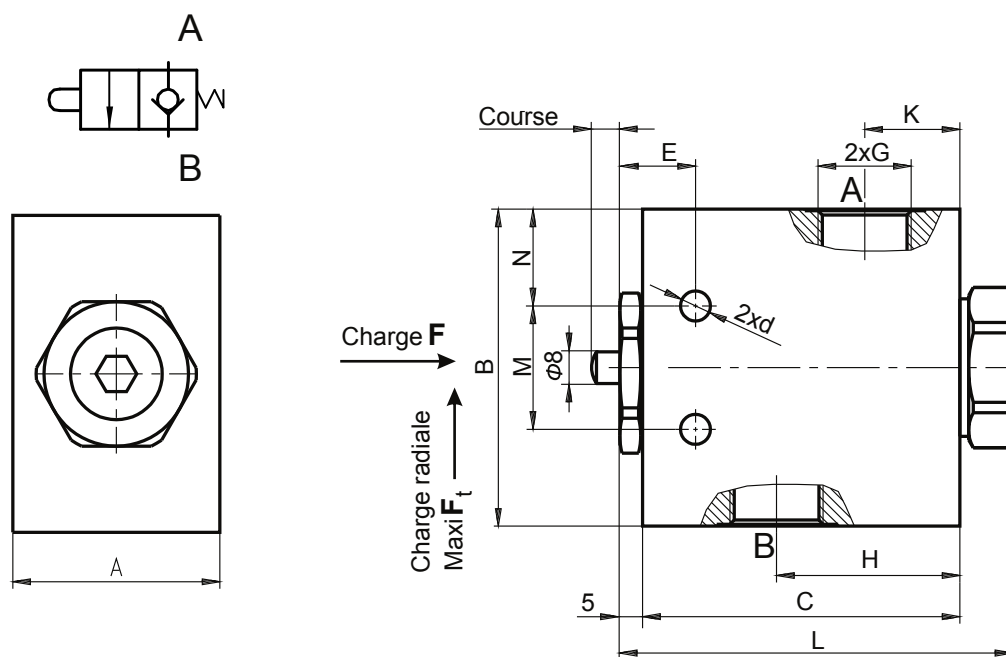 A
B
Course
K
E
2xG
A
N
2xd
Charge F
B
M
Φ8
Charge radiale
Maxi Ft
B
H
A
5
C
L